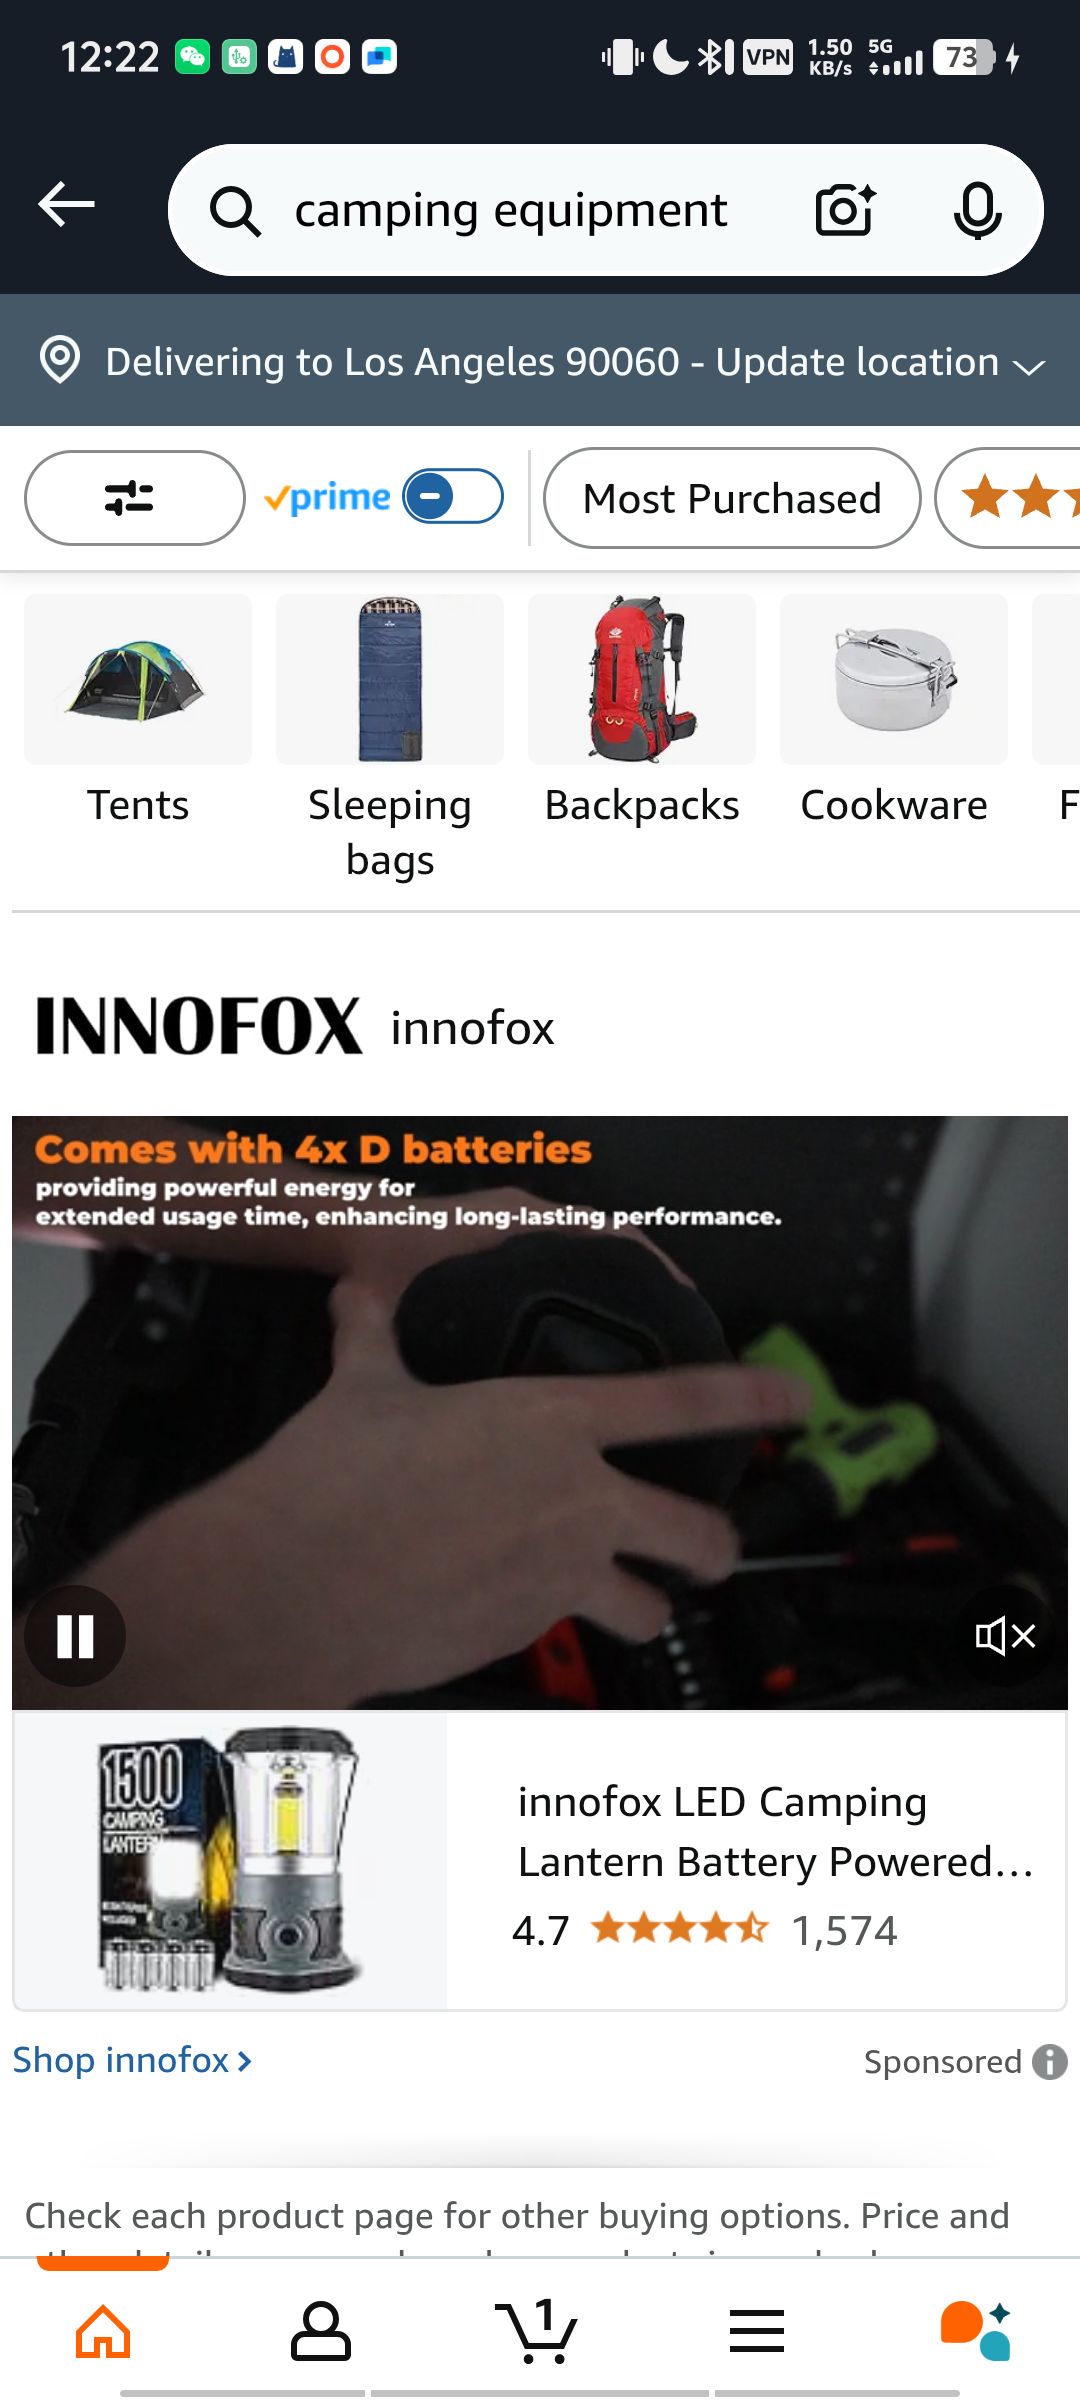 12:22
VPN
1.50 KB/s
5G
73
camping equipment
Delivering to Los Angeles 90060 - Update location
prime
Most Purchased
Tents
Sleeping bags
Backpacks
Cookware
F
INNOFOX innofox
Comes with 4x D batteries
providing powerful energy for
extended usage time, enhancing long-lasting performance.
1500
CAMPING
LANTERN
innofox LED Camping
Lantern Battery Powered...
4.7 1,574
Shop innofox
Sponsored
Check each product page for other buying options. Price and
1